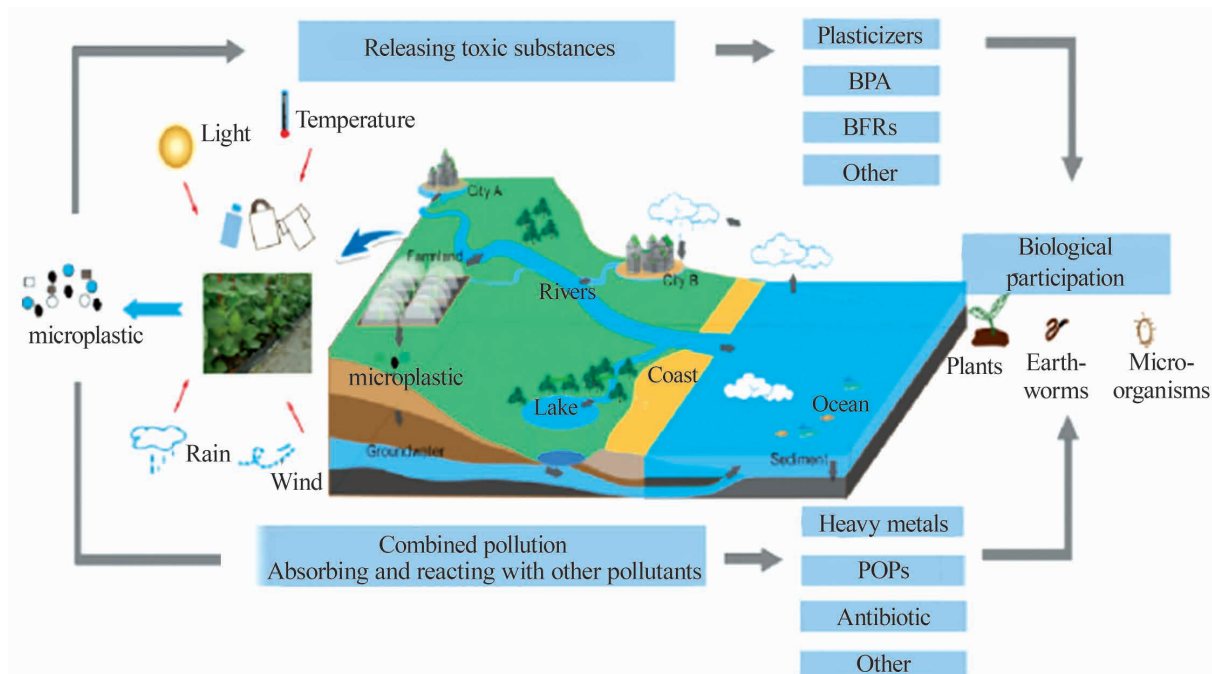 Releasing toxic substances
Plasticizers
BPA
BFRs
Other
Light
Temperature
City A
Farmland
Rivers
City B
Biological
participation
microplastic
microplastic
Coast
Lake
Ocean
Plants
Earth-
worms
Micro-
organisms
Rain
Wind
Groundwater
Sediment
Combined pollution
Absorbing and reacting with other pollutants
Heavy metals
POPs
Antibiotic
Other